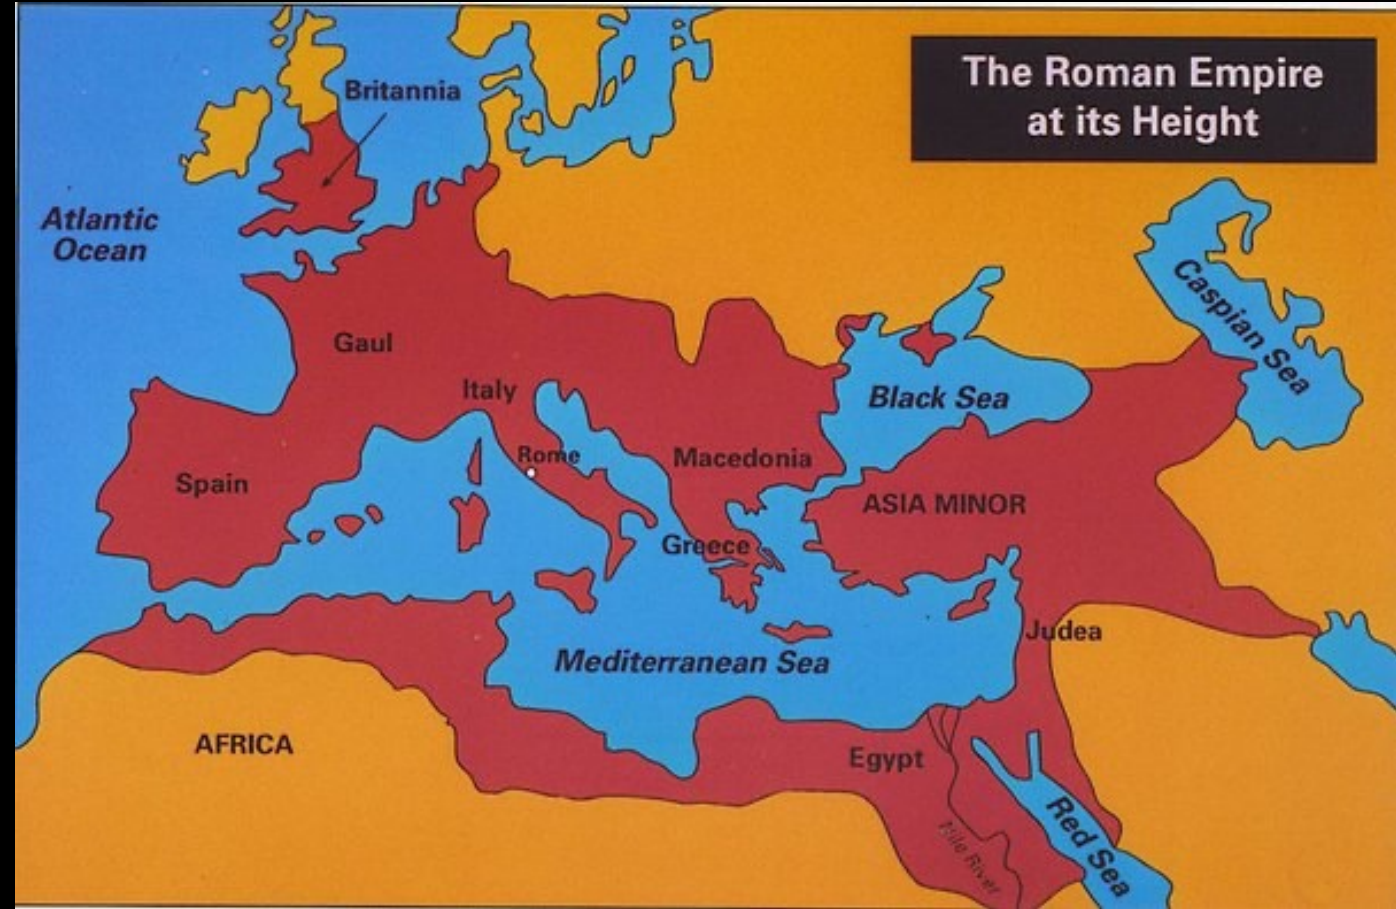 The Roman Empire
at its Height
Britannia
Atlantic
Ocean
Caspian Sea
Gaul
Italy
Black Sea
Rome
Macedonia
Spain
ASIA MINOR
Greece
Judea
Mediterranean Sea
AFRICA
Egypt
Nile River
Red Sea